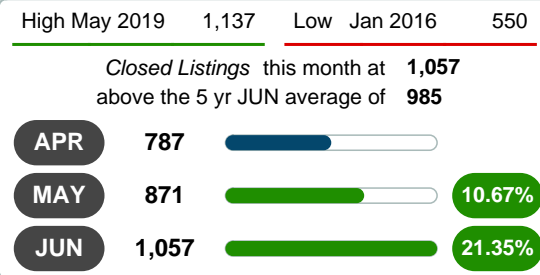 High May 2019 1,137 Low Jan 2016 550
Closed Listings this month at 1,057
above the 5 yr JUN average of 985
APR 787
MAY 871 10.67%
JUN 1,057 21.35%